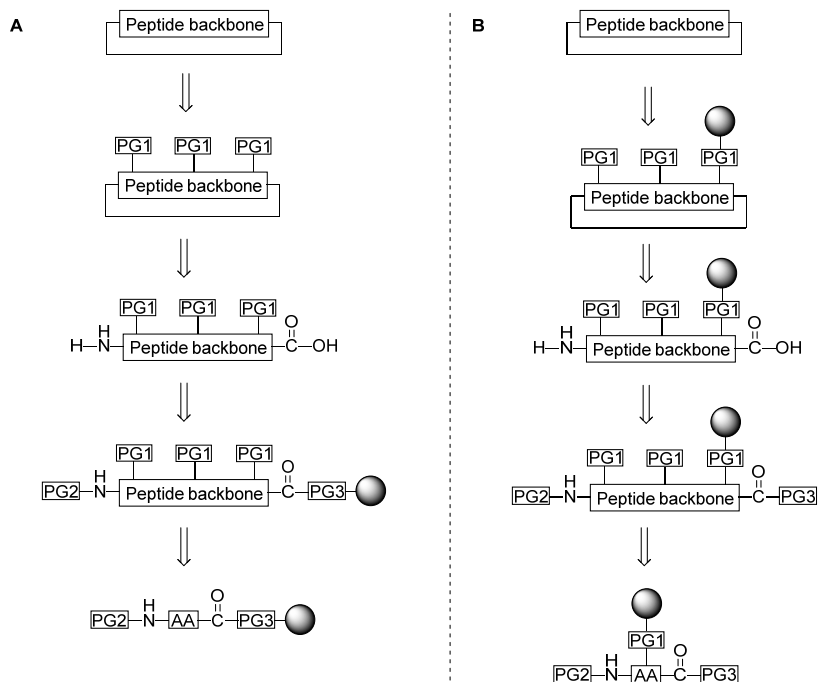 A
Peptide backbone
PG1 PG1 PG1
Peptide backbone
PG1 PG1 PG1
H H N Peptide backbone C O OH
PG1 PG1 PG1
PG2 H N Peptide backbone C O PG3
PG2 H N AA C O PG3
B
Peptide backbone
PG1 PG1 PG1
Peptide backbone
PG1 PG1 PG1
H H N Peptide backbone C O OH
PG1 PG1 PG1
PG2 H N Peptide backbone C O PG3
PG1
PG2 H N AA C O PG3